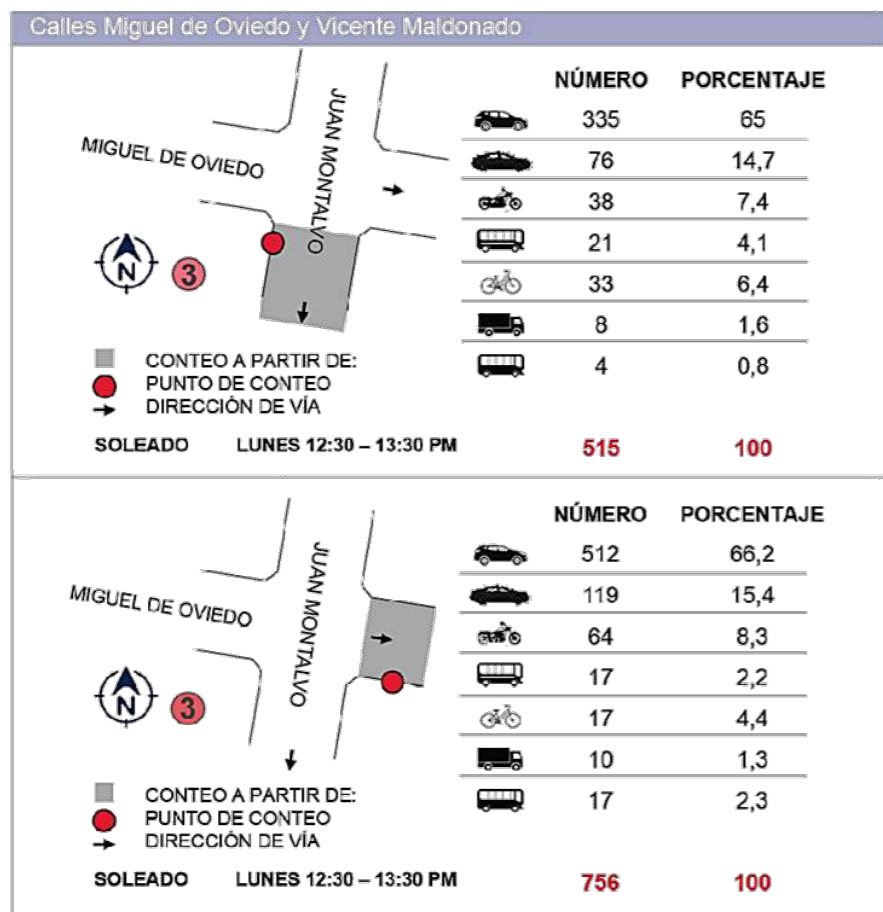 Calles Miguel de Oviedo y Vicente Maldonado
NÚMERO PORCENTAJE
JUAN MONTALVO
MIGUEL DE OVIEDO
335 65
76 14,7
38 7,4
21 4,1
33 6,4
8 1,6
4 0,8
N 3
CONTEO A PARTIR DE:
PUNTO DE CONTEO
DIRECCIÓN DE VÍA
SOLEADO LUNES 12:30 – 13:30 PM 515 100
NÚMERO PORCENTAJE
JUAN MONTALVO
MIGUEL DE OVIEDO
512 66,2
119 15,4
64 8,3
17 2,2
17 4,4
10 1,3
17 2,3
N 3
CONTEO A PARTIR DE:
PUNTO DE CONTEO
DIRECCIÓN DE VÍA
SOLEADO LUNES 12:30 – 13:30 PM 756 100